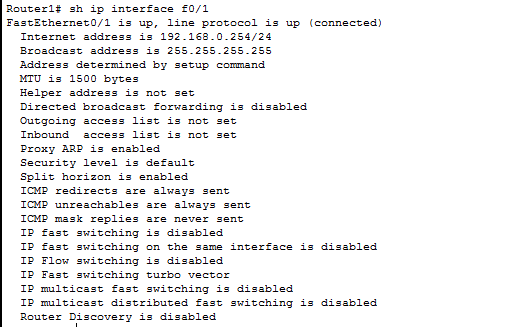 Router1# sh ip interface f0/1
FastEthernet0/1 is up, line protocol is up (connected)
Internet address is 192.168.0.254/24
Broadcast address is 255.255.255.255
Address determined by setup command
MTU is 1500 bytes
Helper address is not set
Directed broadcast forwarding is disabled
Outgoing access list is not set
Inbound  access list is not set
Proxy ARP is enabled
Security level is default
Split horizon is enabled
ICMP redirects are always sent
ICMP unreachables are always sent
ICMP mask replies are never sent
IP fast switching is disabled
IP fast switching on the same interface is disabled
IP Flow switching is disabled
IP Fast switching turbo vector
IP multicast fast switching is disabled
IP multicast distributed fast switching is disabled
Router Discovery is disabled